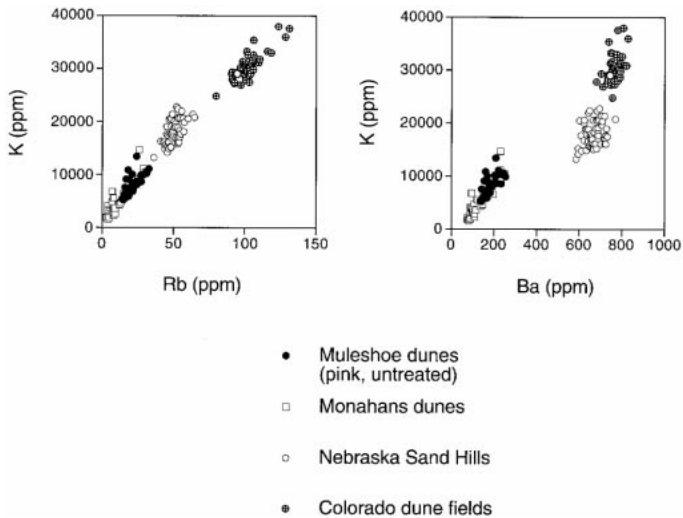 40000
30000
20000
10000
0
K (ppm)
0 50 100 150
Rb (ppm)
40000
30000
20000
10000
0
K (ppm)
0 200 400 600 800 1000
Ba (ppm)
Muleshoe dunes
(pink, untreated)
Monahans dunes
Nebraska Sand Hills
Colorado dune fields